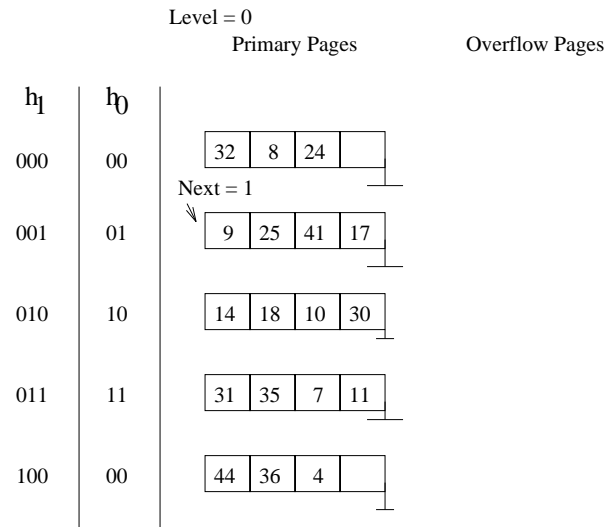 Level = 0
Primary Pages Overflow Pages
h1 h0
000 00 32 8 24
Next = 1
001 01 9 25 41 17
010 10 14 18 10 30
011 11 31 35 7 11
100 00 44 36 4